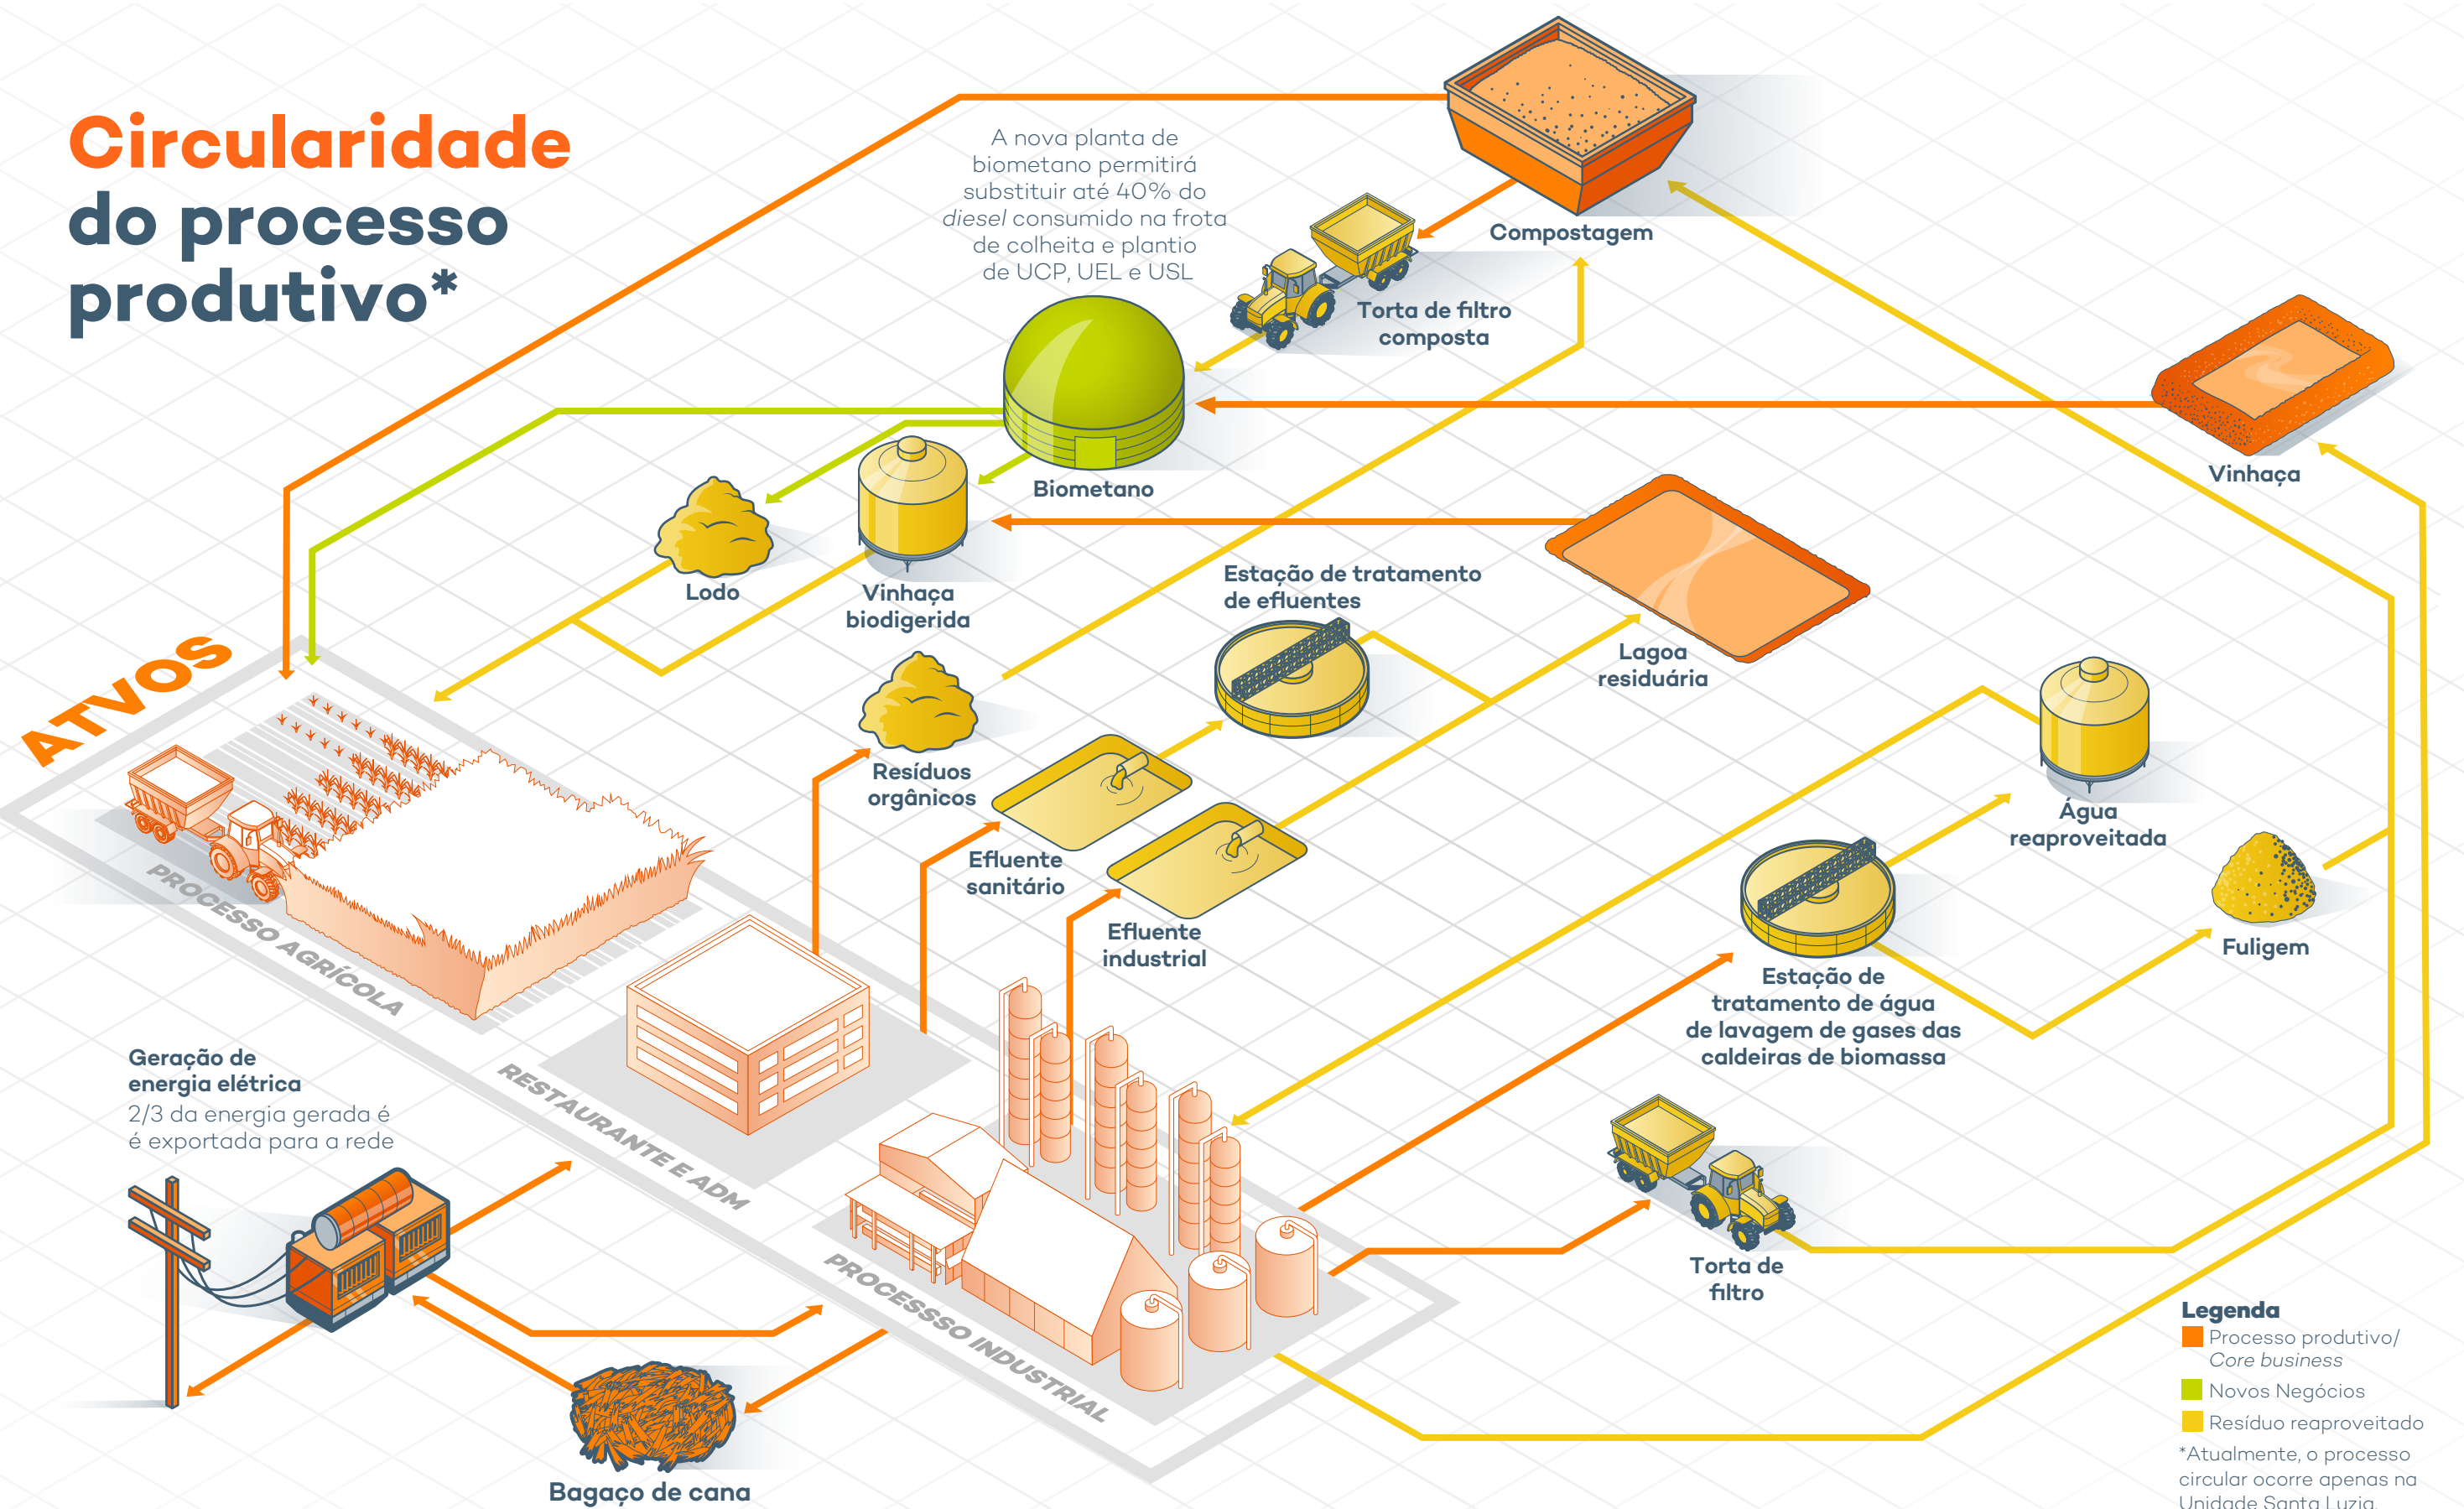 Circularidade
do processo
produtivo*
A nova planta de
biometano permitirá
substituir até 40% do
diesel consumido na frota
de colheita e plantio
de UCP, UEL e USL
Compostagem
Torta de filtro
composta
Vinhaça
Biometano
Lodo
Vinhaça
biodigerida
Estação de tratamento
de efluentes
Lagoa
residuária
ATVOS
Resíduos
orgânicos
Água
reaproveitada
Efluente
sanitário
Efluente
industrial
Fuligem
Estação de
tratamento de água
de lavagem de gases das
caldeiras de biomassa
PROCESSO AGRÍCOLA
RESTAURANTE E ADM
PROCESSO INDUSTRIAL
Geração de
energia elétrica
2/3 da energia gerada é
é exportada para a rede
Torta de
filtro
Bagaço de cana
Legenda
Processo produtivo/
Core business
Novos Negócios
Resíduo reaproveitado
*Atualmente, o processo
circular ocorre apenas na
Unidade Santa Luzia.